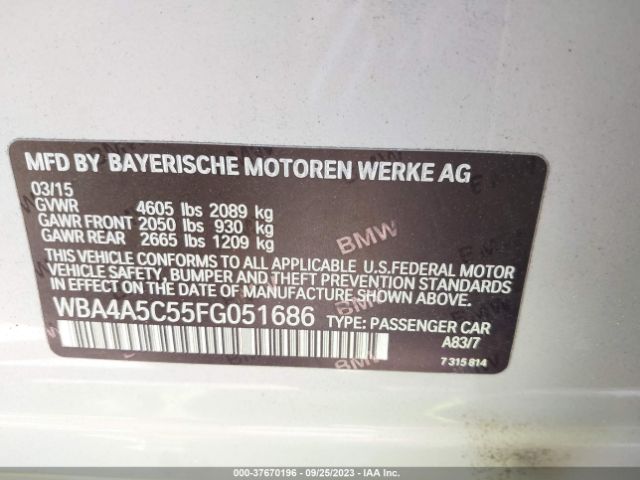 MFD BY BAYERISCHE MOTOREN WERKE AG
03/15
GVWR 4605 lbs 2089 kg
GAWR FRONT 2050 lbs 930 kg
GAWR REAR 2665 lbs 1209 kg
THIS VEHICLE CONFORMS TO ALL APPLICABLE U.S.FEDERAL MOTOR
VEHICLE SAFETY, BUMPER AND THEFT PREVENTION STANDARDS
IN EFFECT ON THE DATE OF MANUFACTURE SHOWN ABOVE.
WBA4A5C55FG051686 TYPE: PASSENGER CAR
A83/7
7 315 814
BMW
BMW
BMW
000-37670196 - 09/25/2023 - IAA Inc.